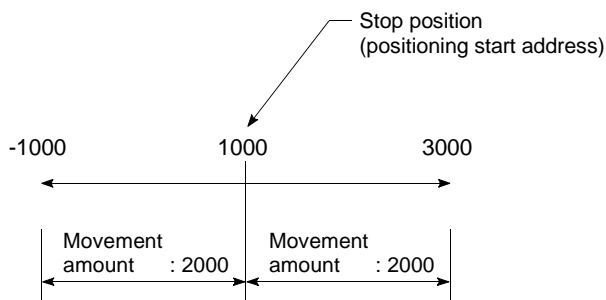 Stop position
(positioning start address)
-1000 1000 3000
Movement amount : 2000
Movement amount : 2000